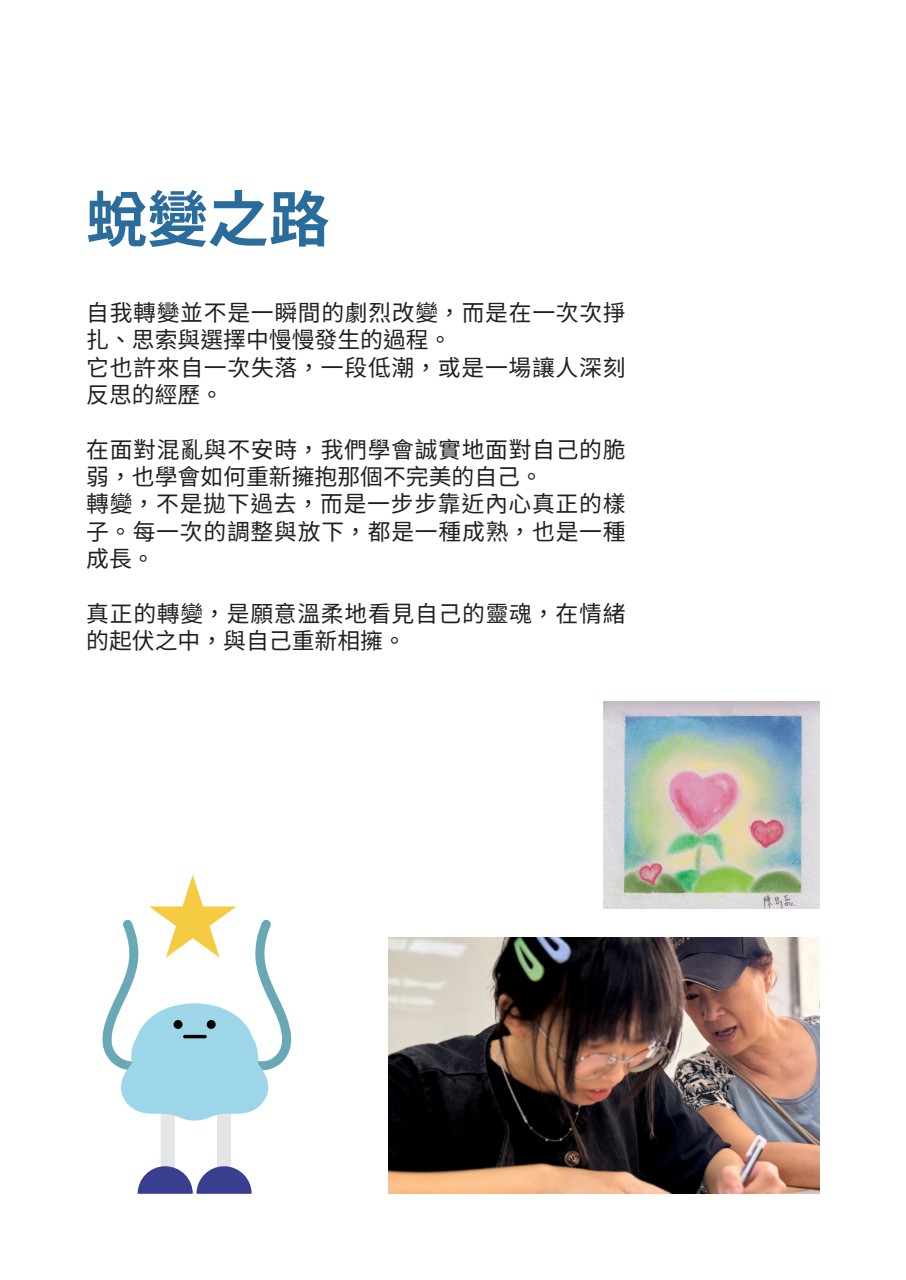 蛻變之路
自我轉變並不是一瞬間的劇烈改變，而是在一次次掙
扎、思索與選擇中慢慢發生的過程。
它也許來自一次失落，一段低潮，或是一場讓人深刻
反思的經歷。
在面對混亂與不安時，我們學會誠實地面對自己的脆
弱，也學會如何重新擁抱那個不完美的自己。
轉變，不是拋下過去，而是一步步靠近內心真正的樣
子。每一次的調整與放下，都是一種成熟，也是一種
成長。
真正的轉變，是願意溫柔地看見自己的靈魂，在情緒
的起伏之中，與自己重新相擁。